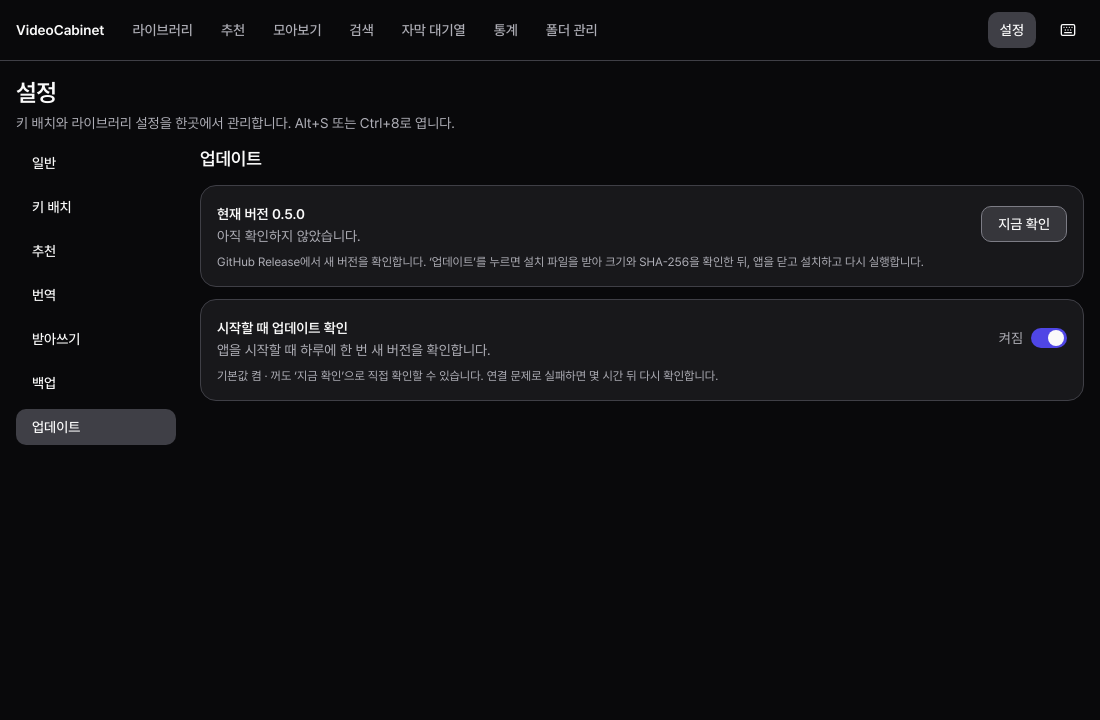 VideoCabinet 라이브러리 추천 모아보기 검색 자막 대기열 통계 폴더 관리 설정
설정
키 배치와 라이브러리 설정을 한곳에서 관리합니다. Alt+S 또는 Ctrl+8로 엽니다.
일반
키 배치
추천
번역
받아쓰기
백업
업데이트
업데이트
현재 버전 0.5.0
아직 확인하지 않았습니다.
GitHub Release에서 새 버전을 확인합니다. ‘업데이트’를 누르면 설치 파일을 받아 크기와 SHA-256을 확인한 뒤, 앱을 닫고 설치하고 다시 실행합니다.
지금 확인
시작할 때 업데이트 확인
앱을 시작할 때 하루에 한 번 새 버전을 확인합니다.
기본값 켬 · 꺼도 ‘지금 확인’으로 직접 확인할 수 있습니다. 연결 문제로 실패하면 몇 시간 뒤 다시 확인합니다.
켜짐